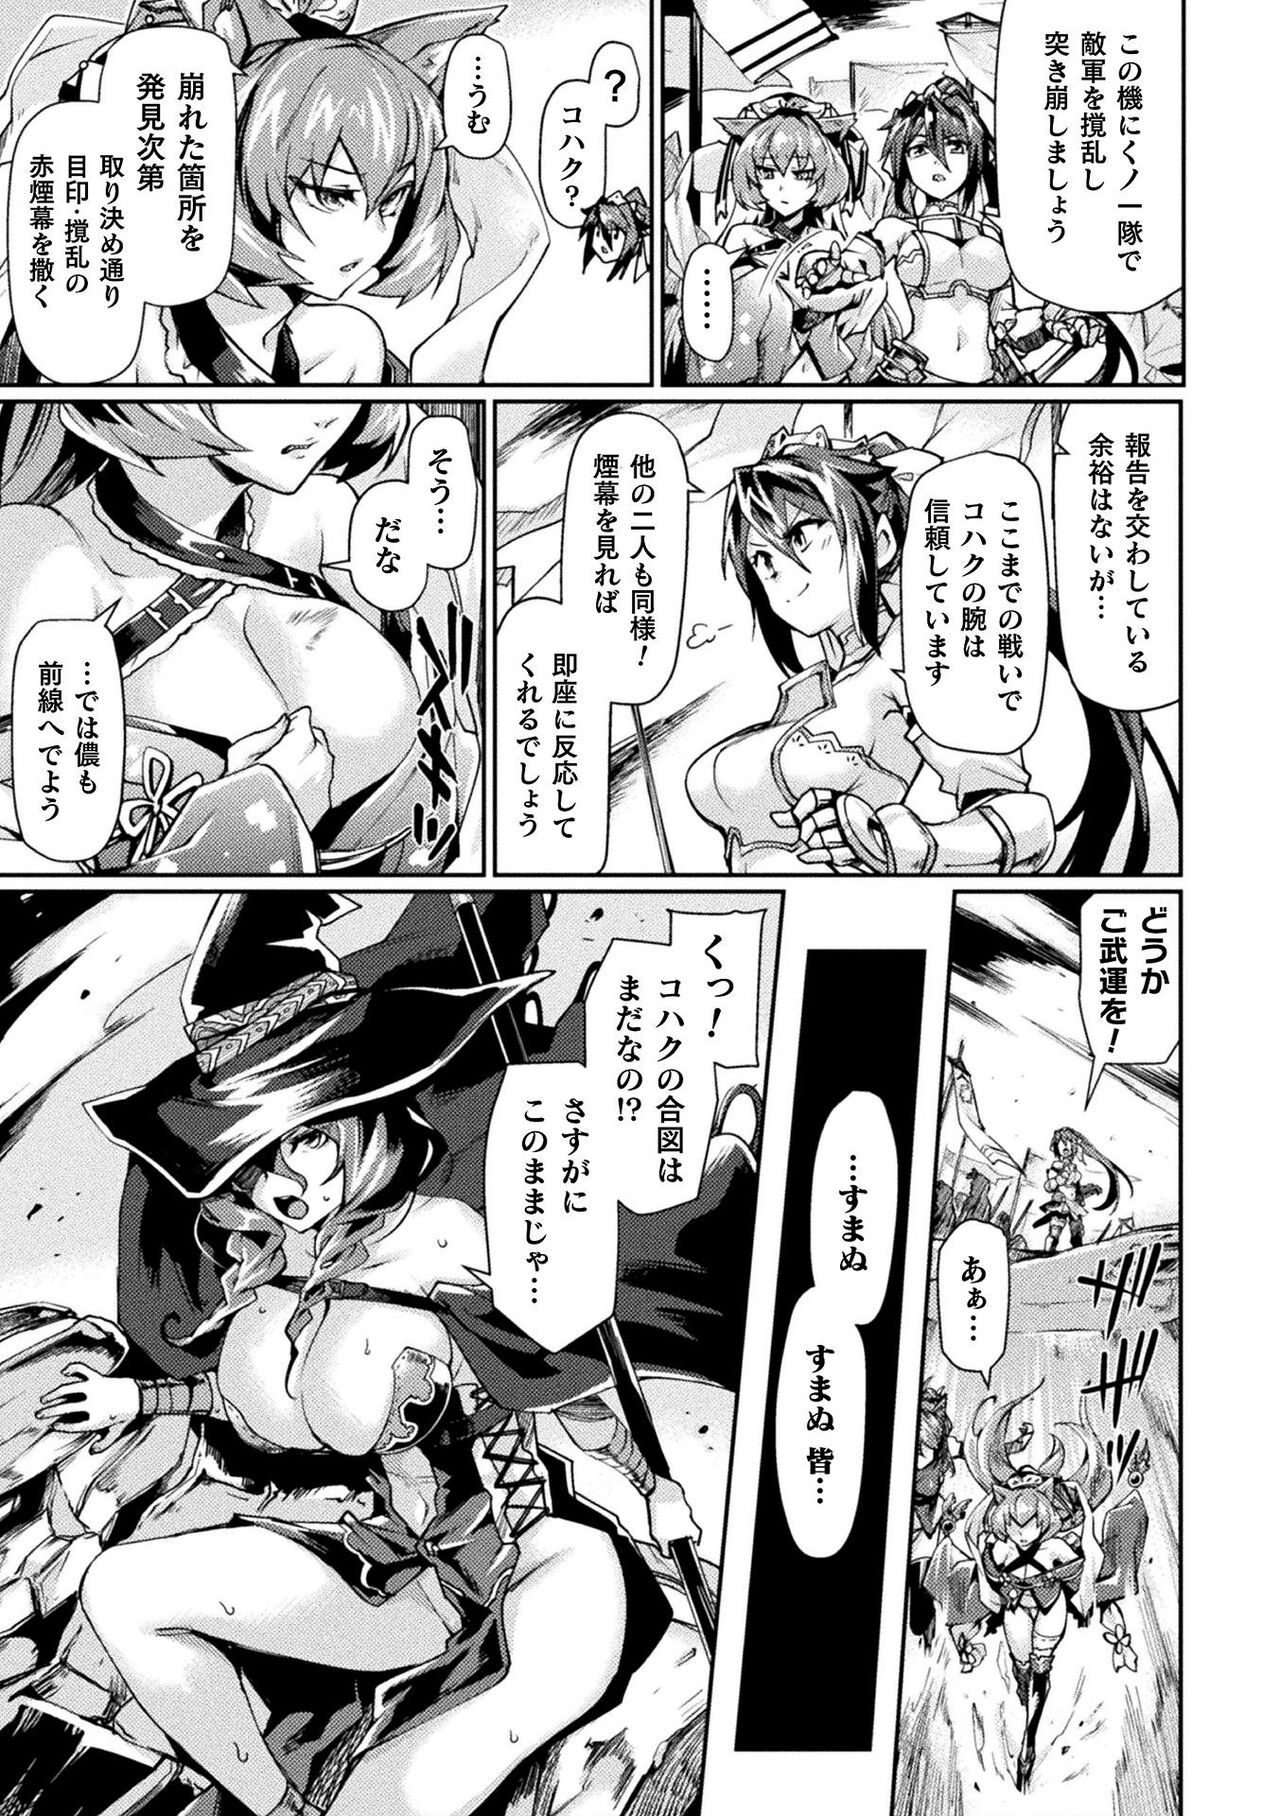 この機にくノ一隊で
敵軍を撹乱し
突き崩しましょう
……
?
コハク?
…うむ
崩れた箇所を
発見次第
取り決め通り
目印・撹乱の
赤煙幕を撒く
報告を交わしている
余裕はないが…
ここまでの戦いで
コハクの腕は
信頼しています
他の二人も同様!
煙幕を見れば
即座に反応して
くれるでしょう
そう…
だな
ズキッ
…では儂も
前線へでよう
どうか
ご武運を!
あぁ…
…すまぬ
すまぬ 皆…
くっ!
コハクの合図は
まだなの!?
さすがに
このままじゃ…